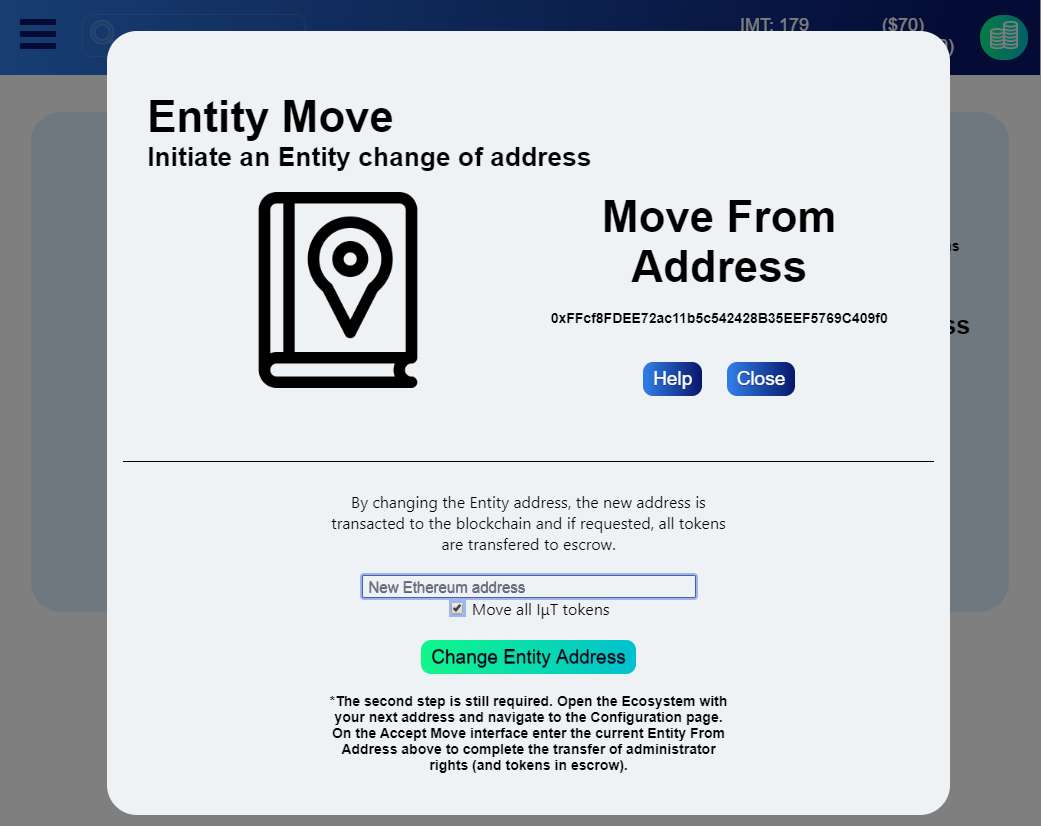 IMT: 179 ($70)
Entity Move
Initiate an Entity change of address
Move From
Address
0xFFcf8FDEE72ac11b5c542428B35EEF5769C409f0
Help Close
By changing the Entity address, the new address is
transacted to the blockchain and if requested, all tokens
are transfered to escrow.
New Ethereum address
Move all IµT tokens
Change Entity Address
*The second step is still required. Open the Ecosystem with
your next address and navigate to the Configuration page.
On the Accept Move interface enter the current Entity From
Address above to complete the transfer of administrator
rights (and tokens in escrow).